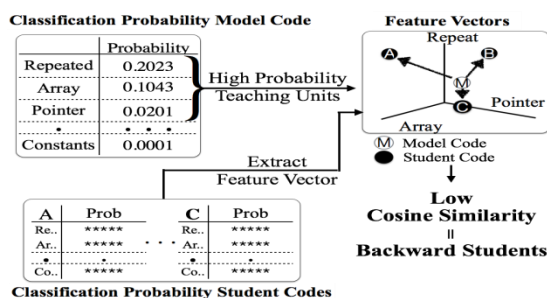 Classification Probability Model Code
Probability
Repeated 0.2023
Array 0.1043
Pointer 0.0201
• • • •
Constants 0.0001
High Probability
Teaching Units
Extract
Feature Vector
Feature Vectors
Repeat
A
B
M
C
Pointer
Array
M Model Code
Student Code
Low
Cosine Similarity
=
Backward Students
A Prob
Re.. *****
Ar.. *****
• •
Co.. *****
• • •
C Prob
Re.. *****
Ar.. *****
• •
Co.. *****
Classification Probability Student Codes